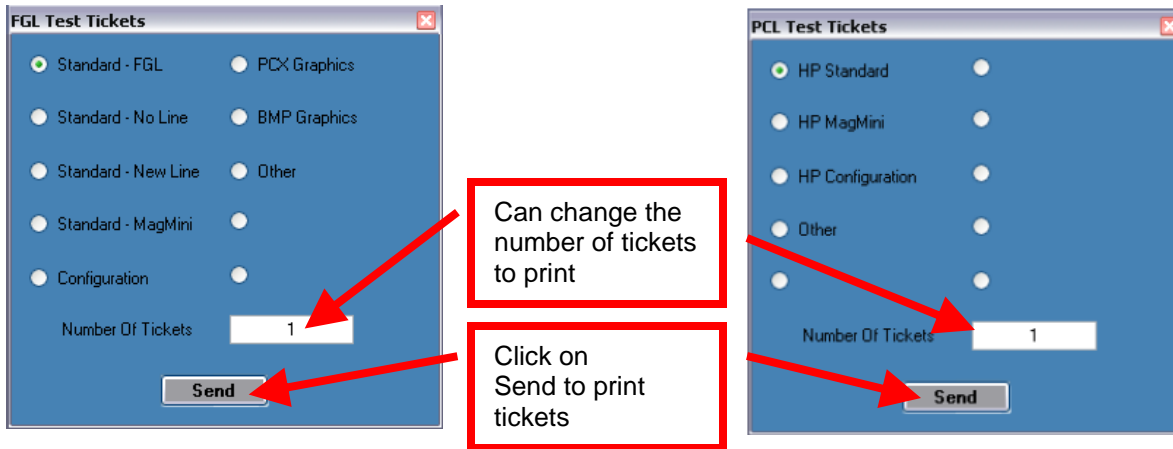 FGL Test Tickets
Standard - FGL
PCX Graphics
Standard - No Line
BMP Graphics
Standard - New Line
Other
Standard - MagMini
Configuration
Number Of Tickets
1
Send
Can change the
number of tickets
to print
Click on
Send to print
tickets
PCL Test Tickets
HP Standard
HP MagMini
HP Configuration
Other
Number Of Tickets
1
Send